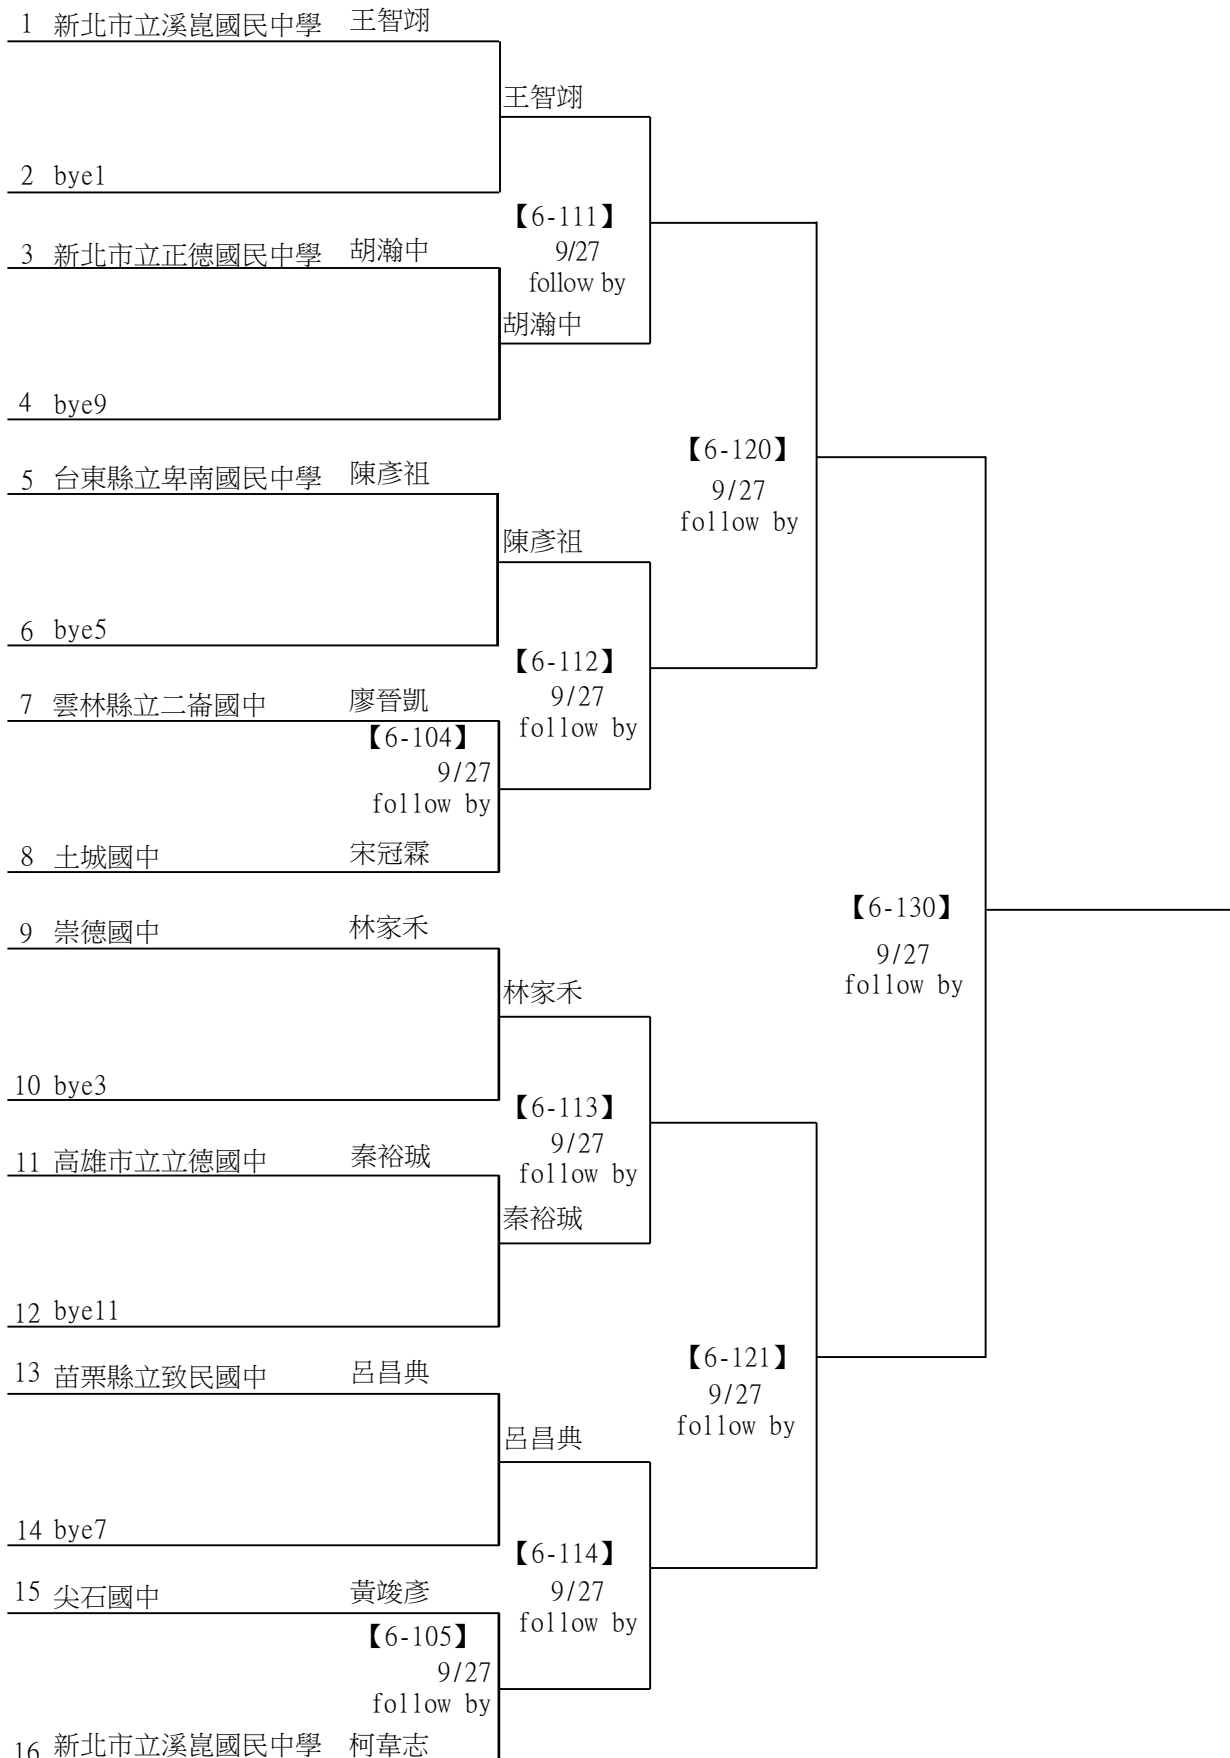 1 新北市立溪崑國民中學 王智翊
王智翊
2 bye1
【6-111】
9/27
follow by
3 新北市立正德國民中學 胡瀚中
胡瀚中
4 bye9
【6-120】
9/27
follow by
5 台東縣立卑南國民中學 陳彥祖
陳彥祖
6 bye5
【6-112】
9/27
follow by
7 雲林縣立二崙國中 廖晉凱
【6-104】
9/27
follow by
8 土城國中 宋冠霖
【6-130】
9/27
follow by
9 崇德國中 林家禾
林家禾
10 bye3
【6-113】
9/27
follow by
11 高雄市立立德國中 秦裕珹
秦裕珹
12 bye11
【6-121】
9/27
follow by
13 苗栗縣立致民國中 呂昌典
呂昌典
14 bye7
【6-114】
9/27
follow by
15 尖石國中 黃竣彥
【6-105】
9/27
follow by
16 新北市立溪崑國民中學 柯韋志